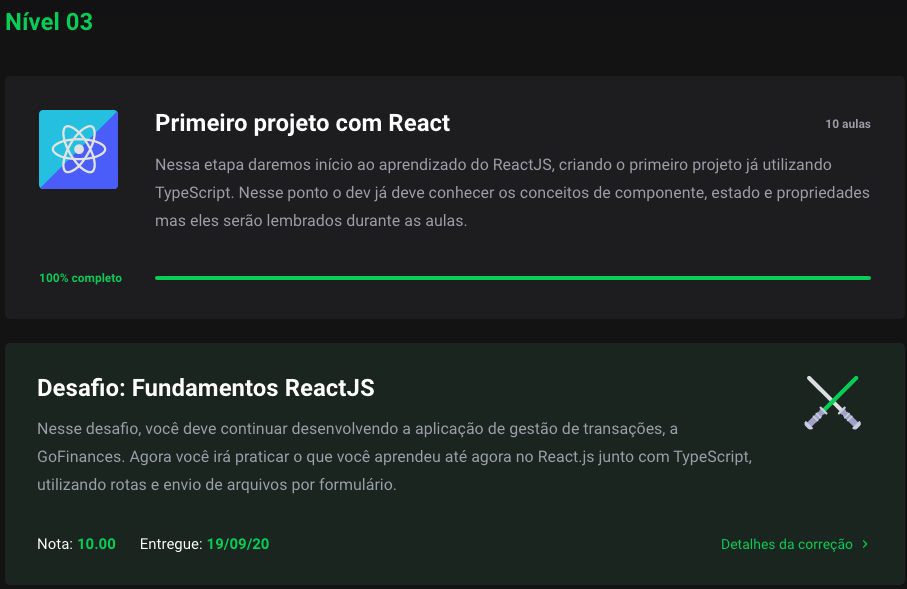 Nível 03
Primeiro projeto com React
10 aulas
Nessa etapa daremos início ao aprendizado do ReactJS, criando o primeiro projeto já utilizando
TypeScript. Nesse ponto o dev já deve conhecer os conceitos de componente, estado e propriedades
mas eles serão lembrados durante as aulas.
100% completo
Desafio: Fundamentos ReactJS
Nesse desafio, você deve continuar desenvolvendo a aplicação de gestão de transações, a
GoFinances. Agora você irá praticar o que você aprendeu até agora no React.js junto com TypeScript,
utilizando rotas e envio de arquivos por formulário.
Nota: 10.00 Entregue: 19/09/20
Detalhes da correção